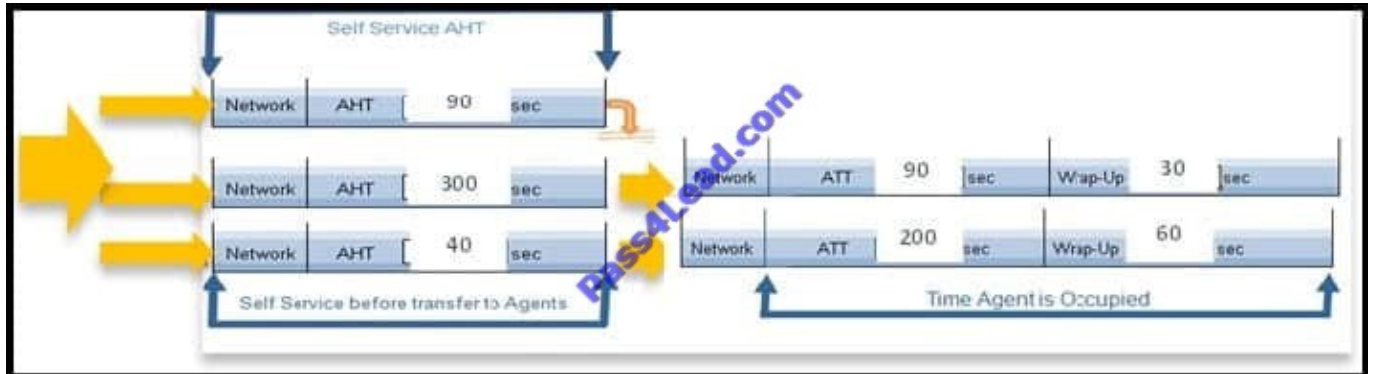 Self Service AHT
Network AHT [ 90 sec
Network AHT [ 300 sec
Network AHT [ 40 sec
Self Service before transfer to Agents
Network ATT 90 ]sec Wrap-Up 30 ]sec
Network ATT 200 sec Wrap-Up 60 sec
Time Agent is Occupied
Pass4Lead.com